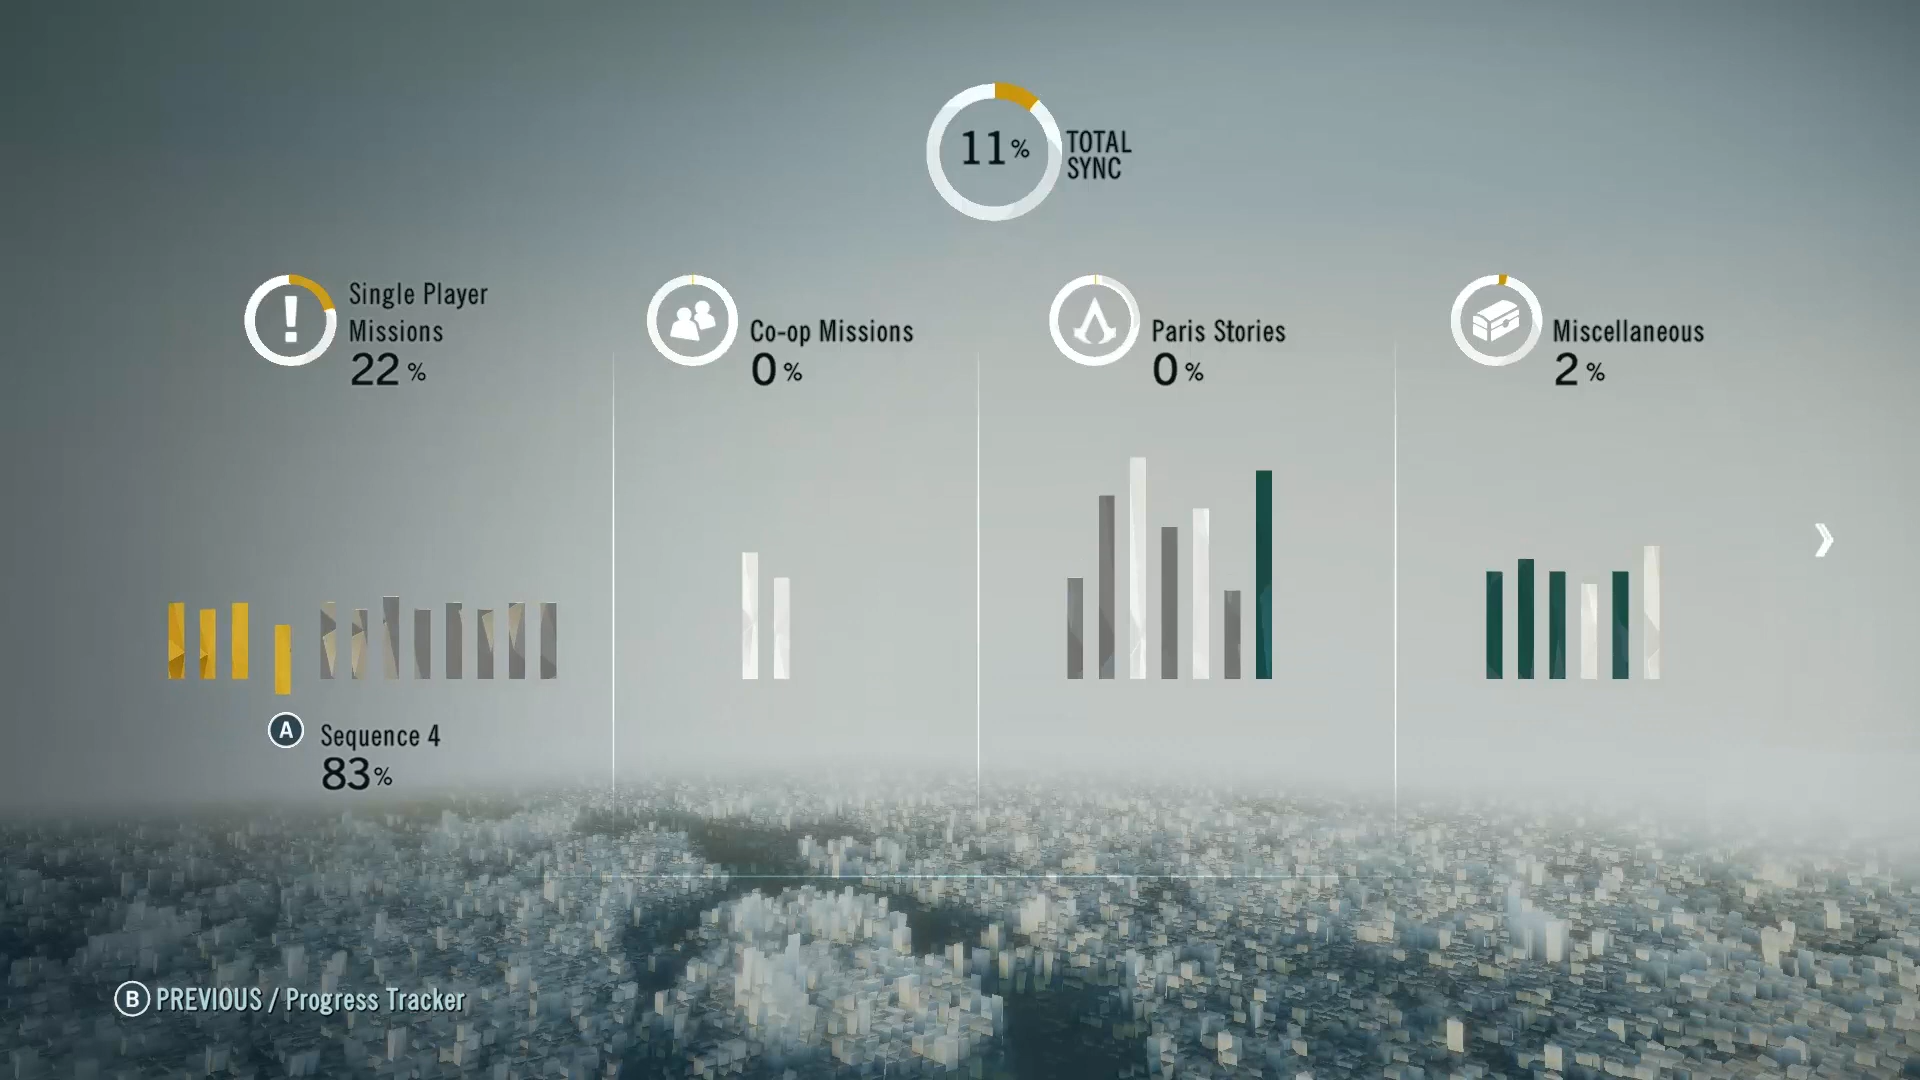 11%
TOTAL
SYNC
Single Player
Missions
22 %
Co-op Missions
0 %
Paris Stories
0 %
Miscellaneous
2 %
A Sequence 4
83%
B PREVIOUS / Progress Tracker